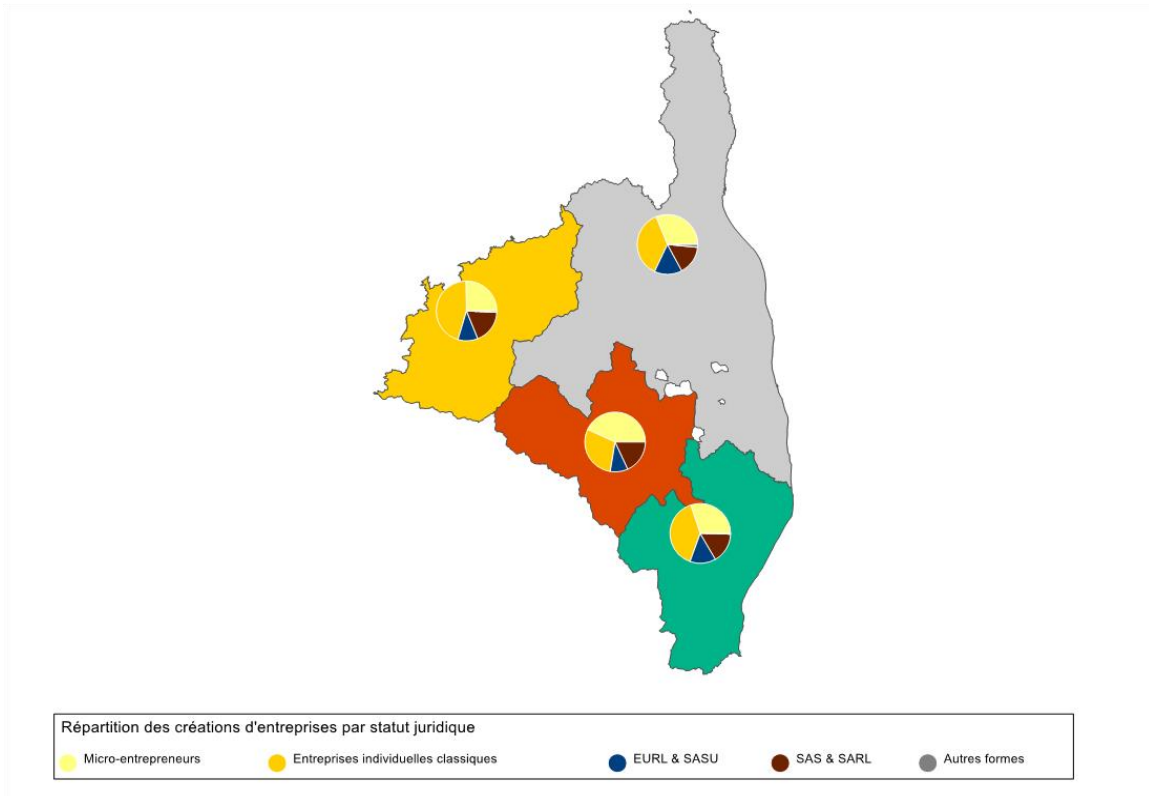 Répartition des créations d'entreprises par statut juridique
Micro-entrepreneurs Entreprises individuelles classiques EURL & SASU SAS & SARL Autres formes